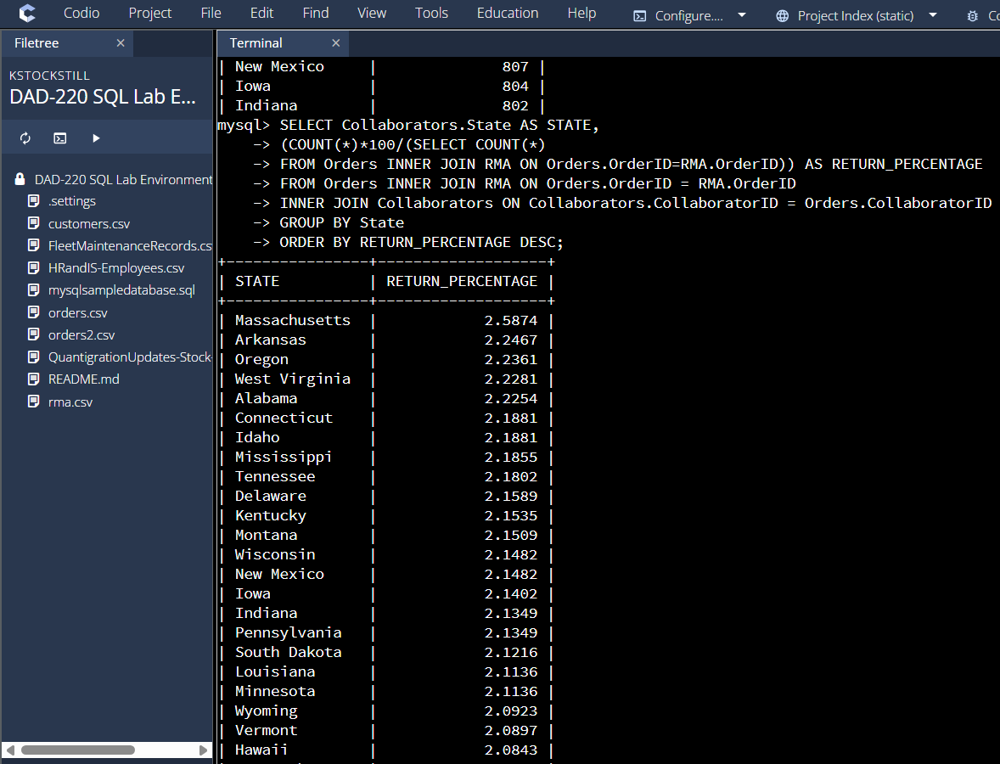 Codio Project File Edit Find View Tools Education Help Configure.... Project Index (static)
Filetree
Terminal
KSTOCKSTILL
DAD-220 SQL Lab E...
DAD-220 SQL Lab Environment
.settings
customers.csv
FleetMaintenanceRecords.cs
HRandIS-Employees.csv
mysqlsampledatabase.sql
orders.csv
orders2.csv
QuantigrationUpdates-Stock-
README.md
rma.csv
| New Mexico | 807 |
| Iowa | 804 |
| Indiana | 802 |
mysql> SELECT Collaborators.State AS STATE,
-> (COUNT(*)*100/(SELECT COUNT(*)
-> FROM Orders INNER JOIN RMA ON Orders.OrderID=RMA.OrderID)) AS RETURN_PERCENTAGE
-> FROM Orders INNER JOIN RMA ON Orders.OrderID = RMA.OrderID
-> INNER JOIN Collaborators ON Collaborators.CollaboratorID = Orders.CollaboratorID
-> GROUP BY State
-> ORDER BY RETURN_PERCENTAGE DESC;
+----------------+-------------------+
| STATE | RETURN_PERCENTAGE |
+----------------+-------------------+
| Massachusetts | 2.5874 |
| Arkansas | 2.2467 |
| Oregon | 2.2361 |
| West Virginia | 2.2281 |
| Alabama | 2.2254 |
| Connecticut | 2.1881 |
| Idaho | 2.1881 |
| Mississippi | 2.1855 |
| Tennessee | 2.1802 |
| Delaware | 2.1589 |
| Kentucky | 2.1535 |
| Montana | 2.1509 |
| Wisconsin | 2.1482 |
| New Mexico | 2.1482 |
| Iowa | 2.1402 |
| Indiana | 2.1349 |
| Pennsylvania | 2.1349 |
| South Dakota | 2.1216 |
| Louisiana | 2.1136 |
| Minnesota | 2.1136 |
| Wyoming | 2.0923 |
| Vermont | 2.0897 |
| Hawaii | 2.0843 |